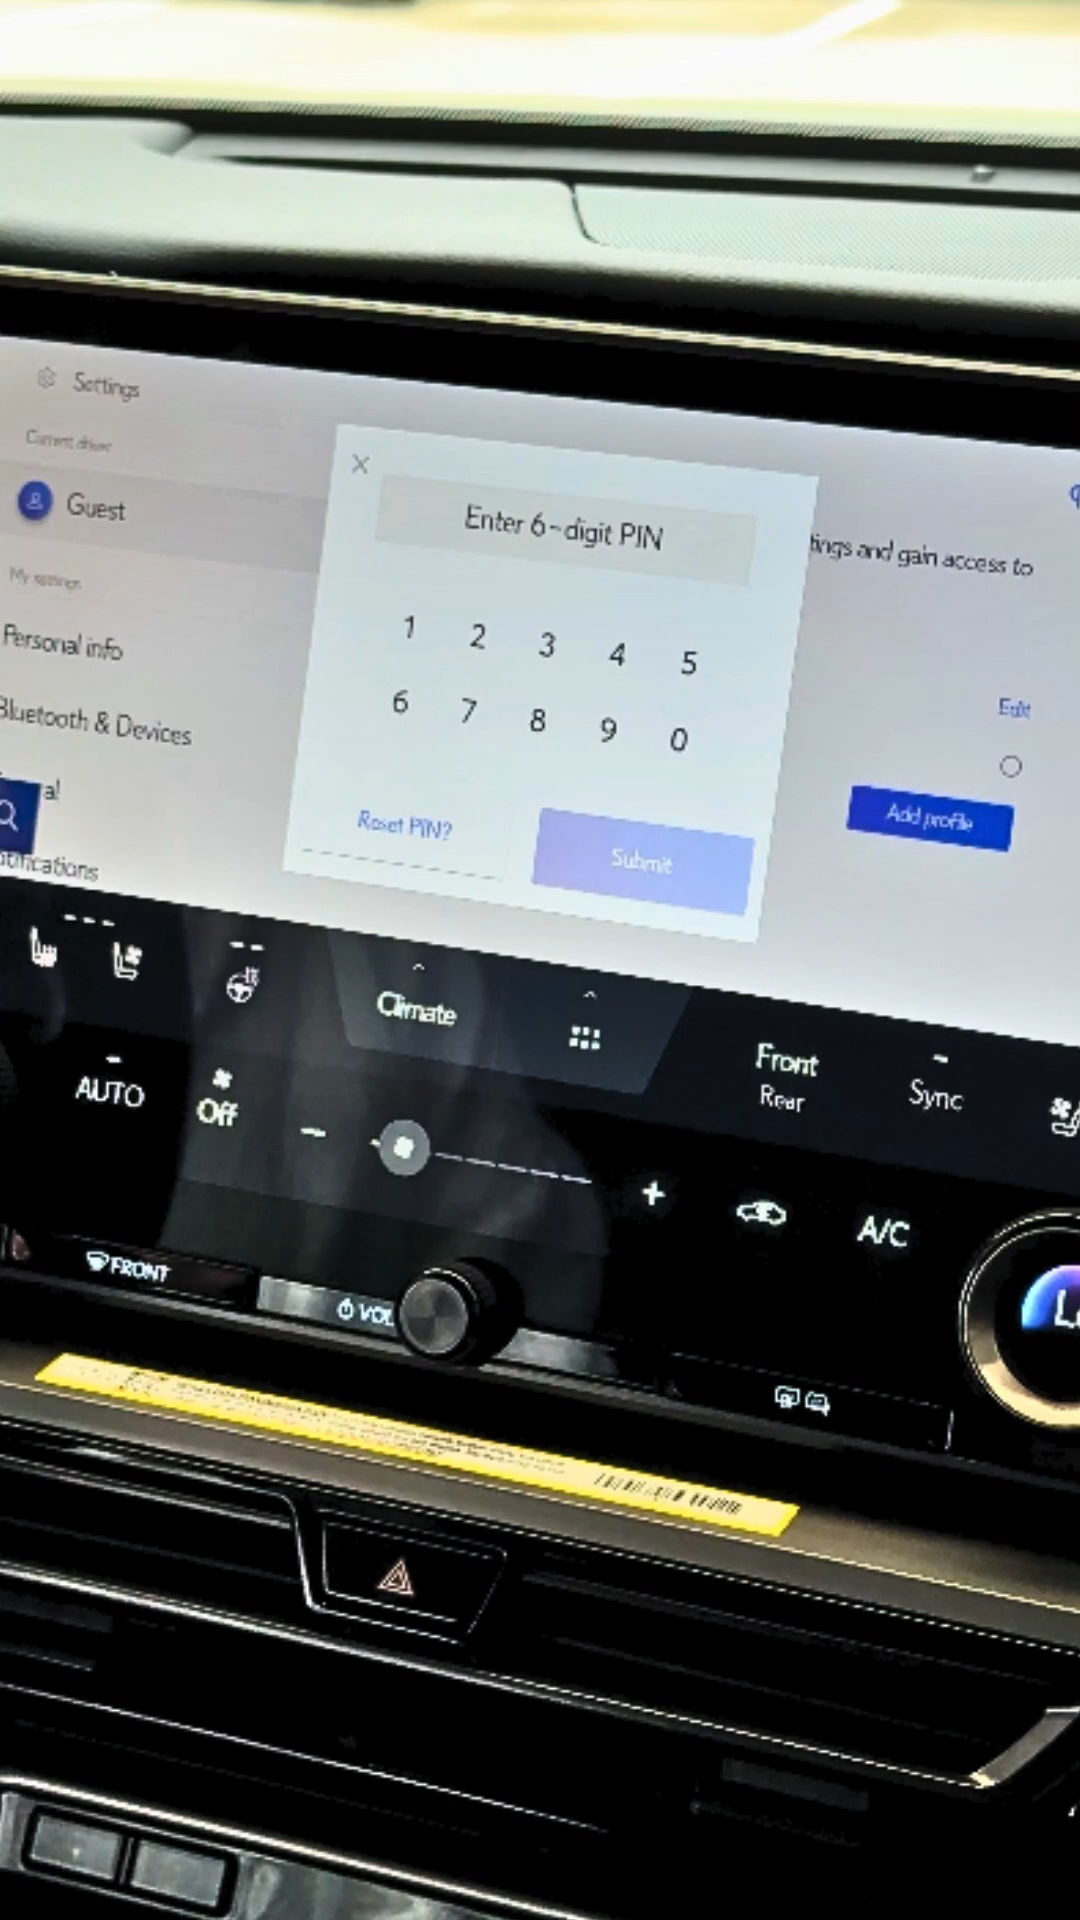 Settings
Current driver
Guest
My settings
Personal info
Bluetooth & Devices
al
otifications
Enter 6-digit PIN
1 2 3 4 5
6 7 8 9 0
Reset PIN?
Submit
tings and gain access to
Edit
Add profile
Climate
Front
Rear
Sync
AUTO
Off
A/C
FRONT
VOL